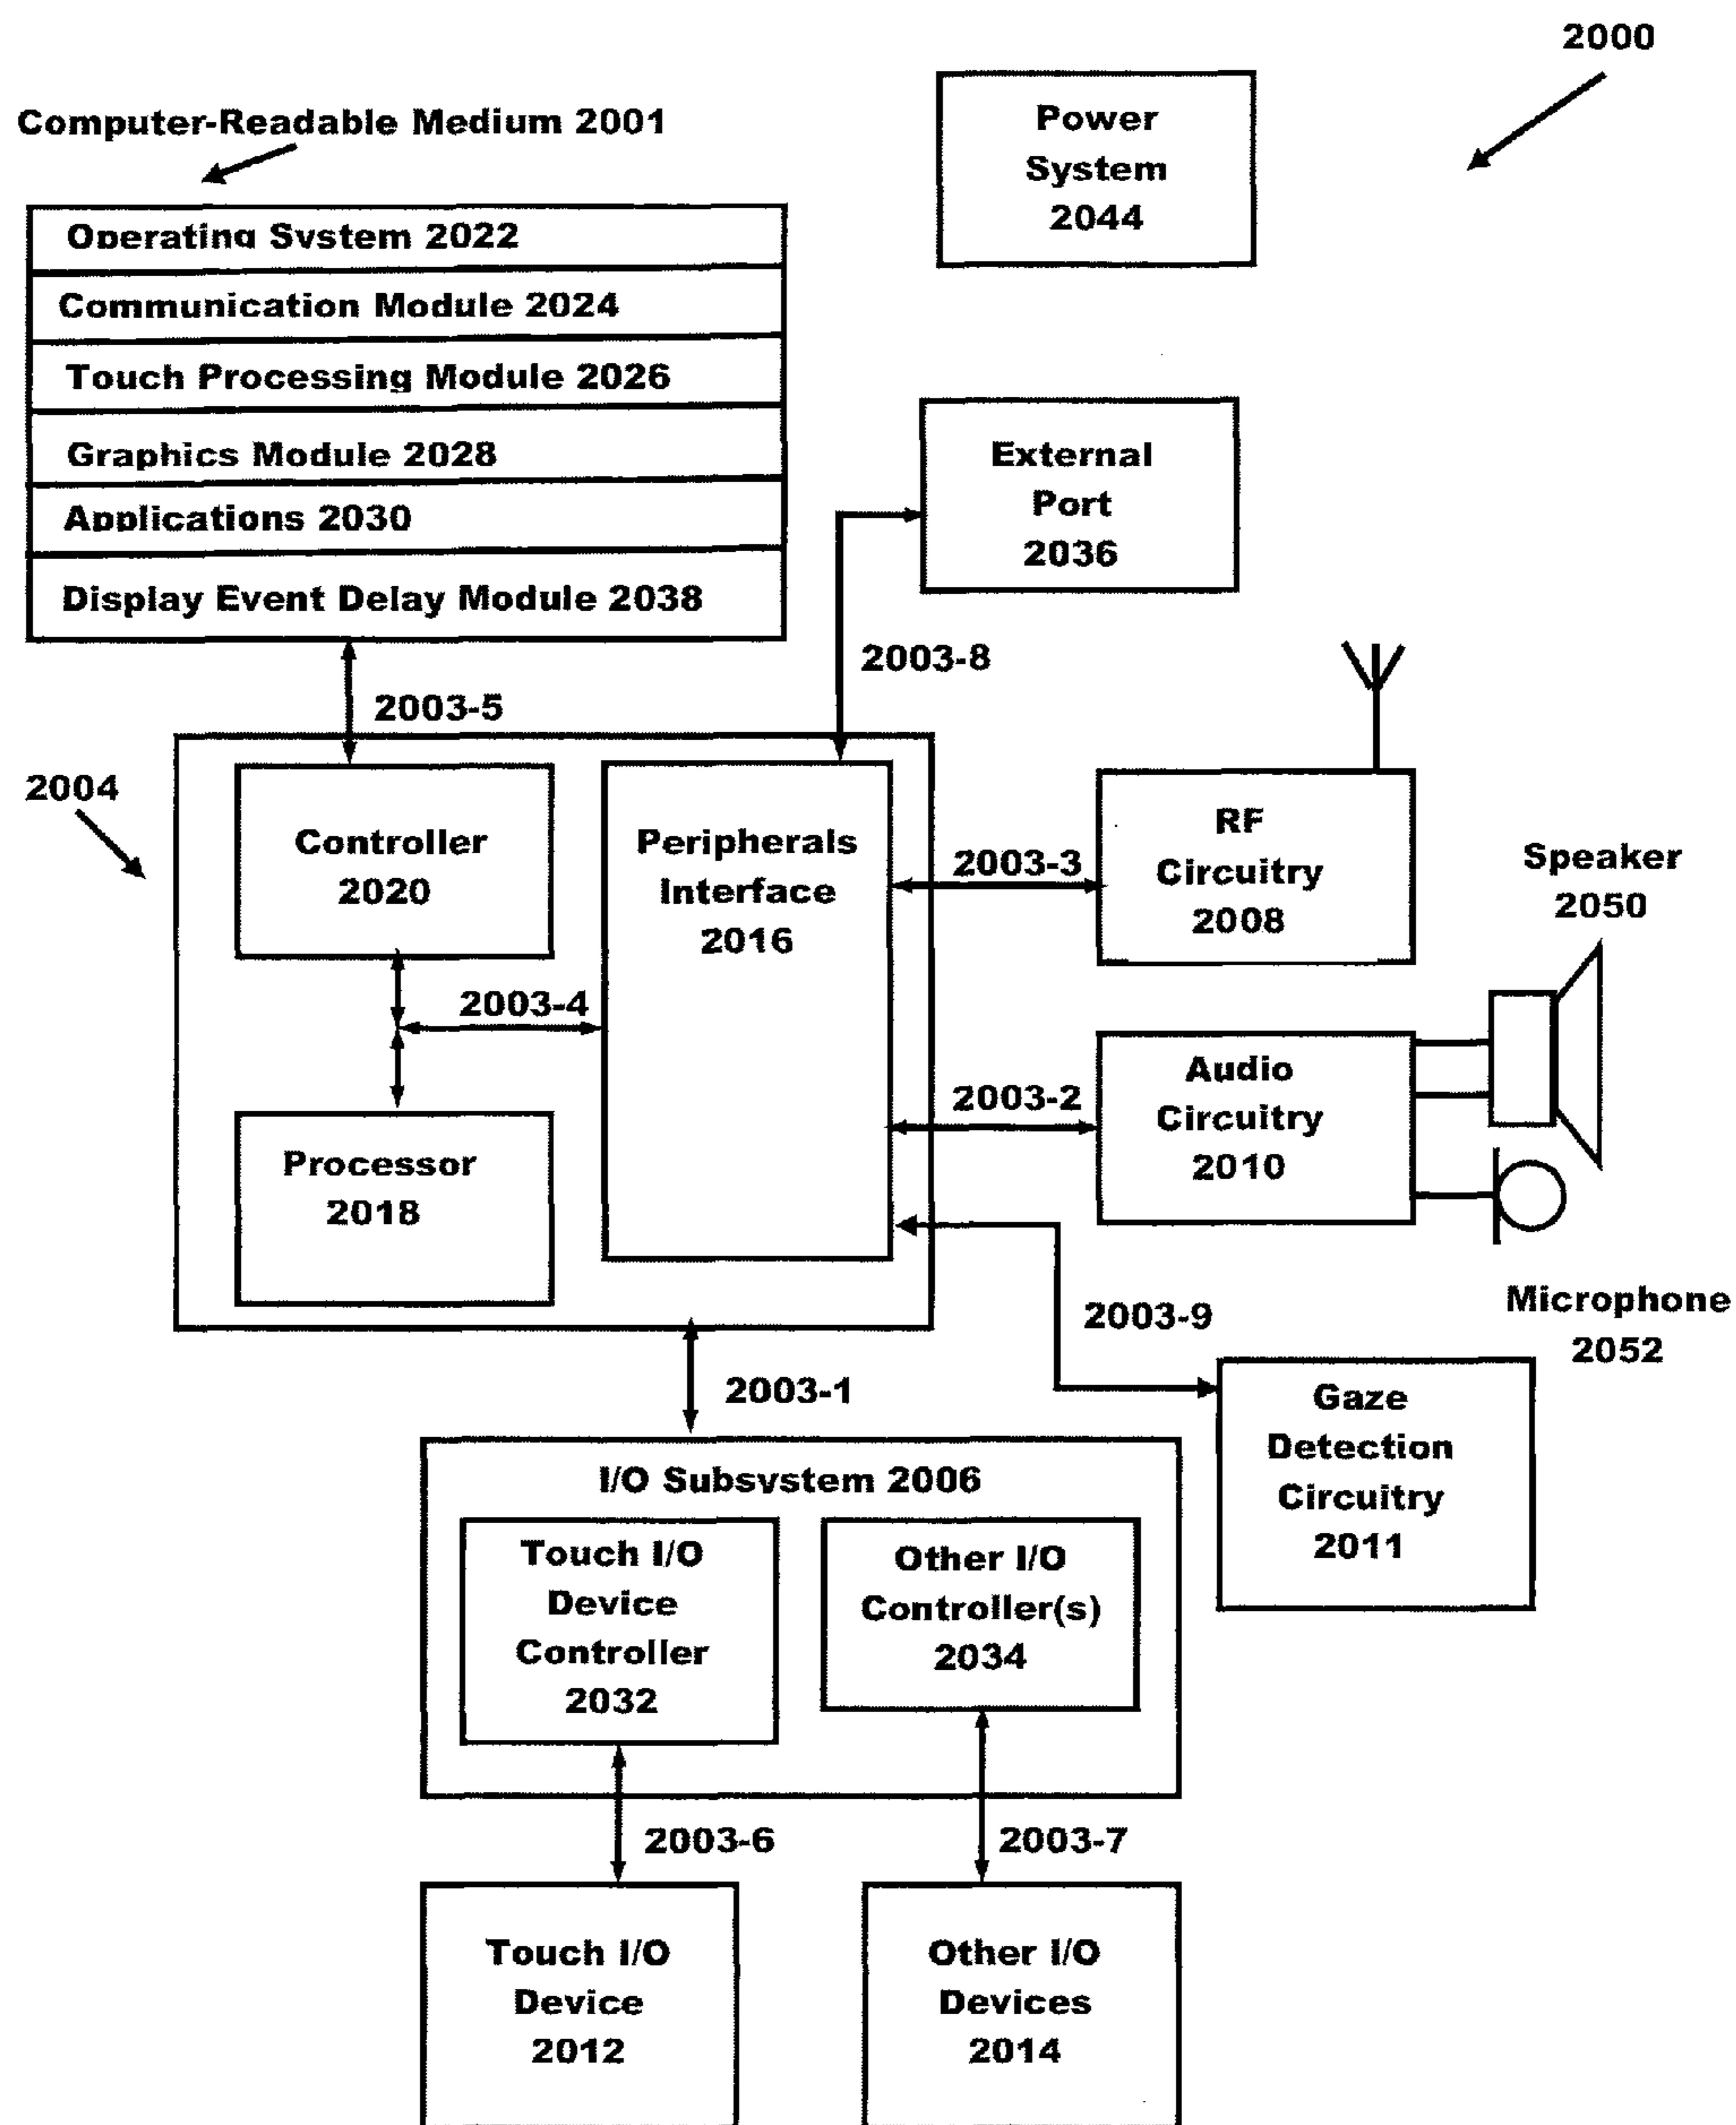 2000
Computer-Readable Medium 2001
Power
System
2044
Operating System 2022
Communication Module 2024
Touch Processing Module 2026
Graphics Module 2028
Applications 2030
Display Event Delay Module 2038
External
Port
2036
2003-8
2003-5
2004
Controller
2020
Peripherals
Interface
2016
2003-3
RF
Circuitry
2008
Speaker
2050
2003-4
2003-2
Audio
Circuitry
2010
Processor
2018
Microphone
2052
2003-9
2003-1
Gaze
Detection
Circuitry
2011
I/O Subsystem 2006
Touch I/O
Device
Controller
2032
Other I/O
Controller(s)
2034
2003-6
2003-7
Touch I/O
Device
2012
Other I/O
Devices
2014